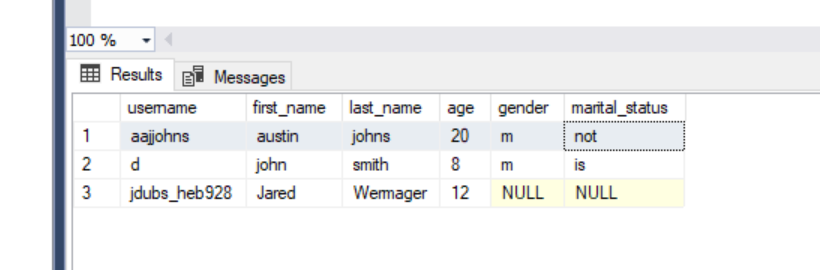 100 %
Results Messages
username first_name last_name age gender marital_status
1 aajjohns austin johns 20 m not
2 d john smith 8 m is
3 jdubs_heb928 Jared Wermager 12 NULL NULL